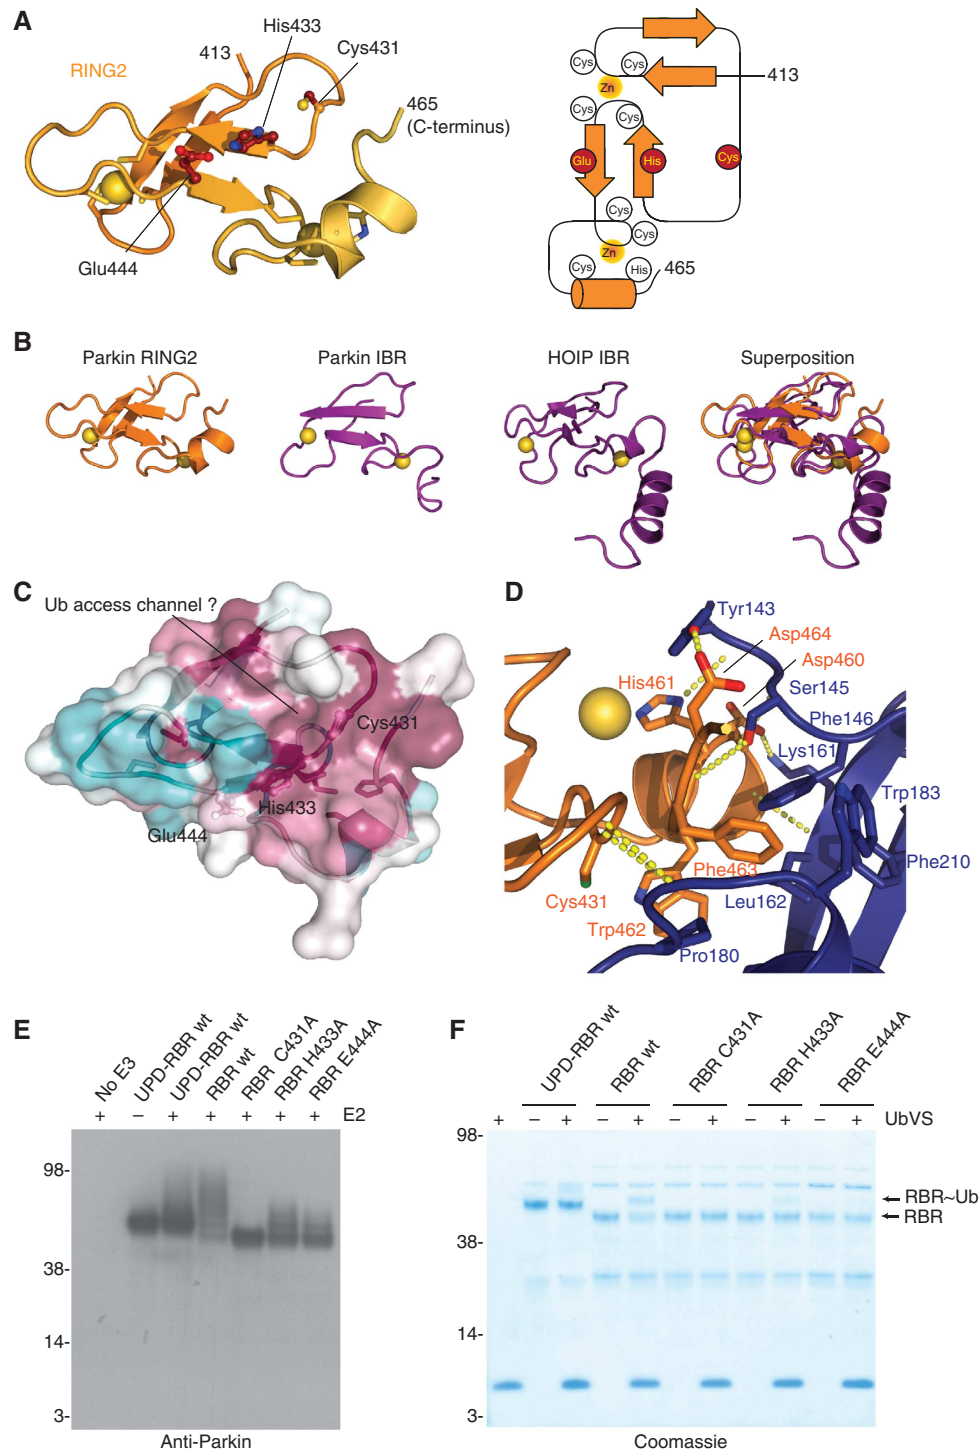 A
RING2
413
His433
Cys431
465
(C-terminus)
Glu444
Cys
Cys
Zn
413
Cys
Cys
Glu
His
Cys
Cys
Cys
Zn
Cys
His
465
B
Parkin RING2
Parkin IBR
HOIP IBR
Superposition
C
Ub access channel ?
Cys431
His433
Glu444
D
Tyr143
Asp464
Asp460
His461
Ser145
Phe146
Lys161
Trp183
Phe210
Phe463
Cys431
Leu162
Trp462
Pro180
E
No E3
UPD-RBR wt
UPD-RBR wt
RBR wt
RBR C431A
RBR H433A
RBR E444A
+ − + + + + + E2
98-
38-
14-
3-
Anti-Parkin
F
UPD-RBR wt
RBR wt
RBR C431A
RBR H433A
RBR E444A
+ − + − + − + − + − + UbVS
98-
RBR~Ub
RBR
38-
14-
3-
Coomassie